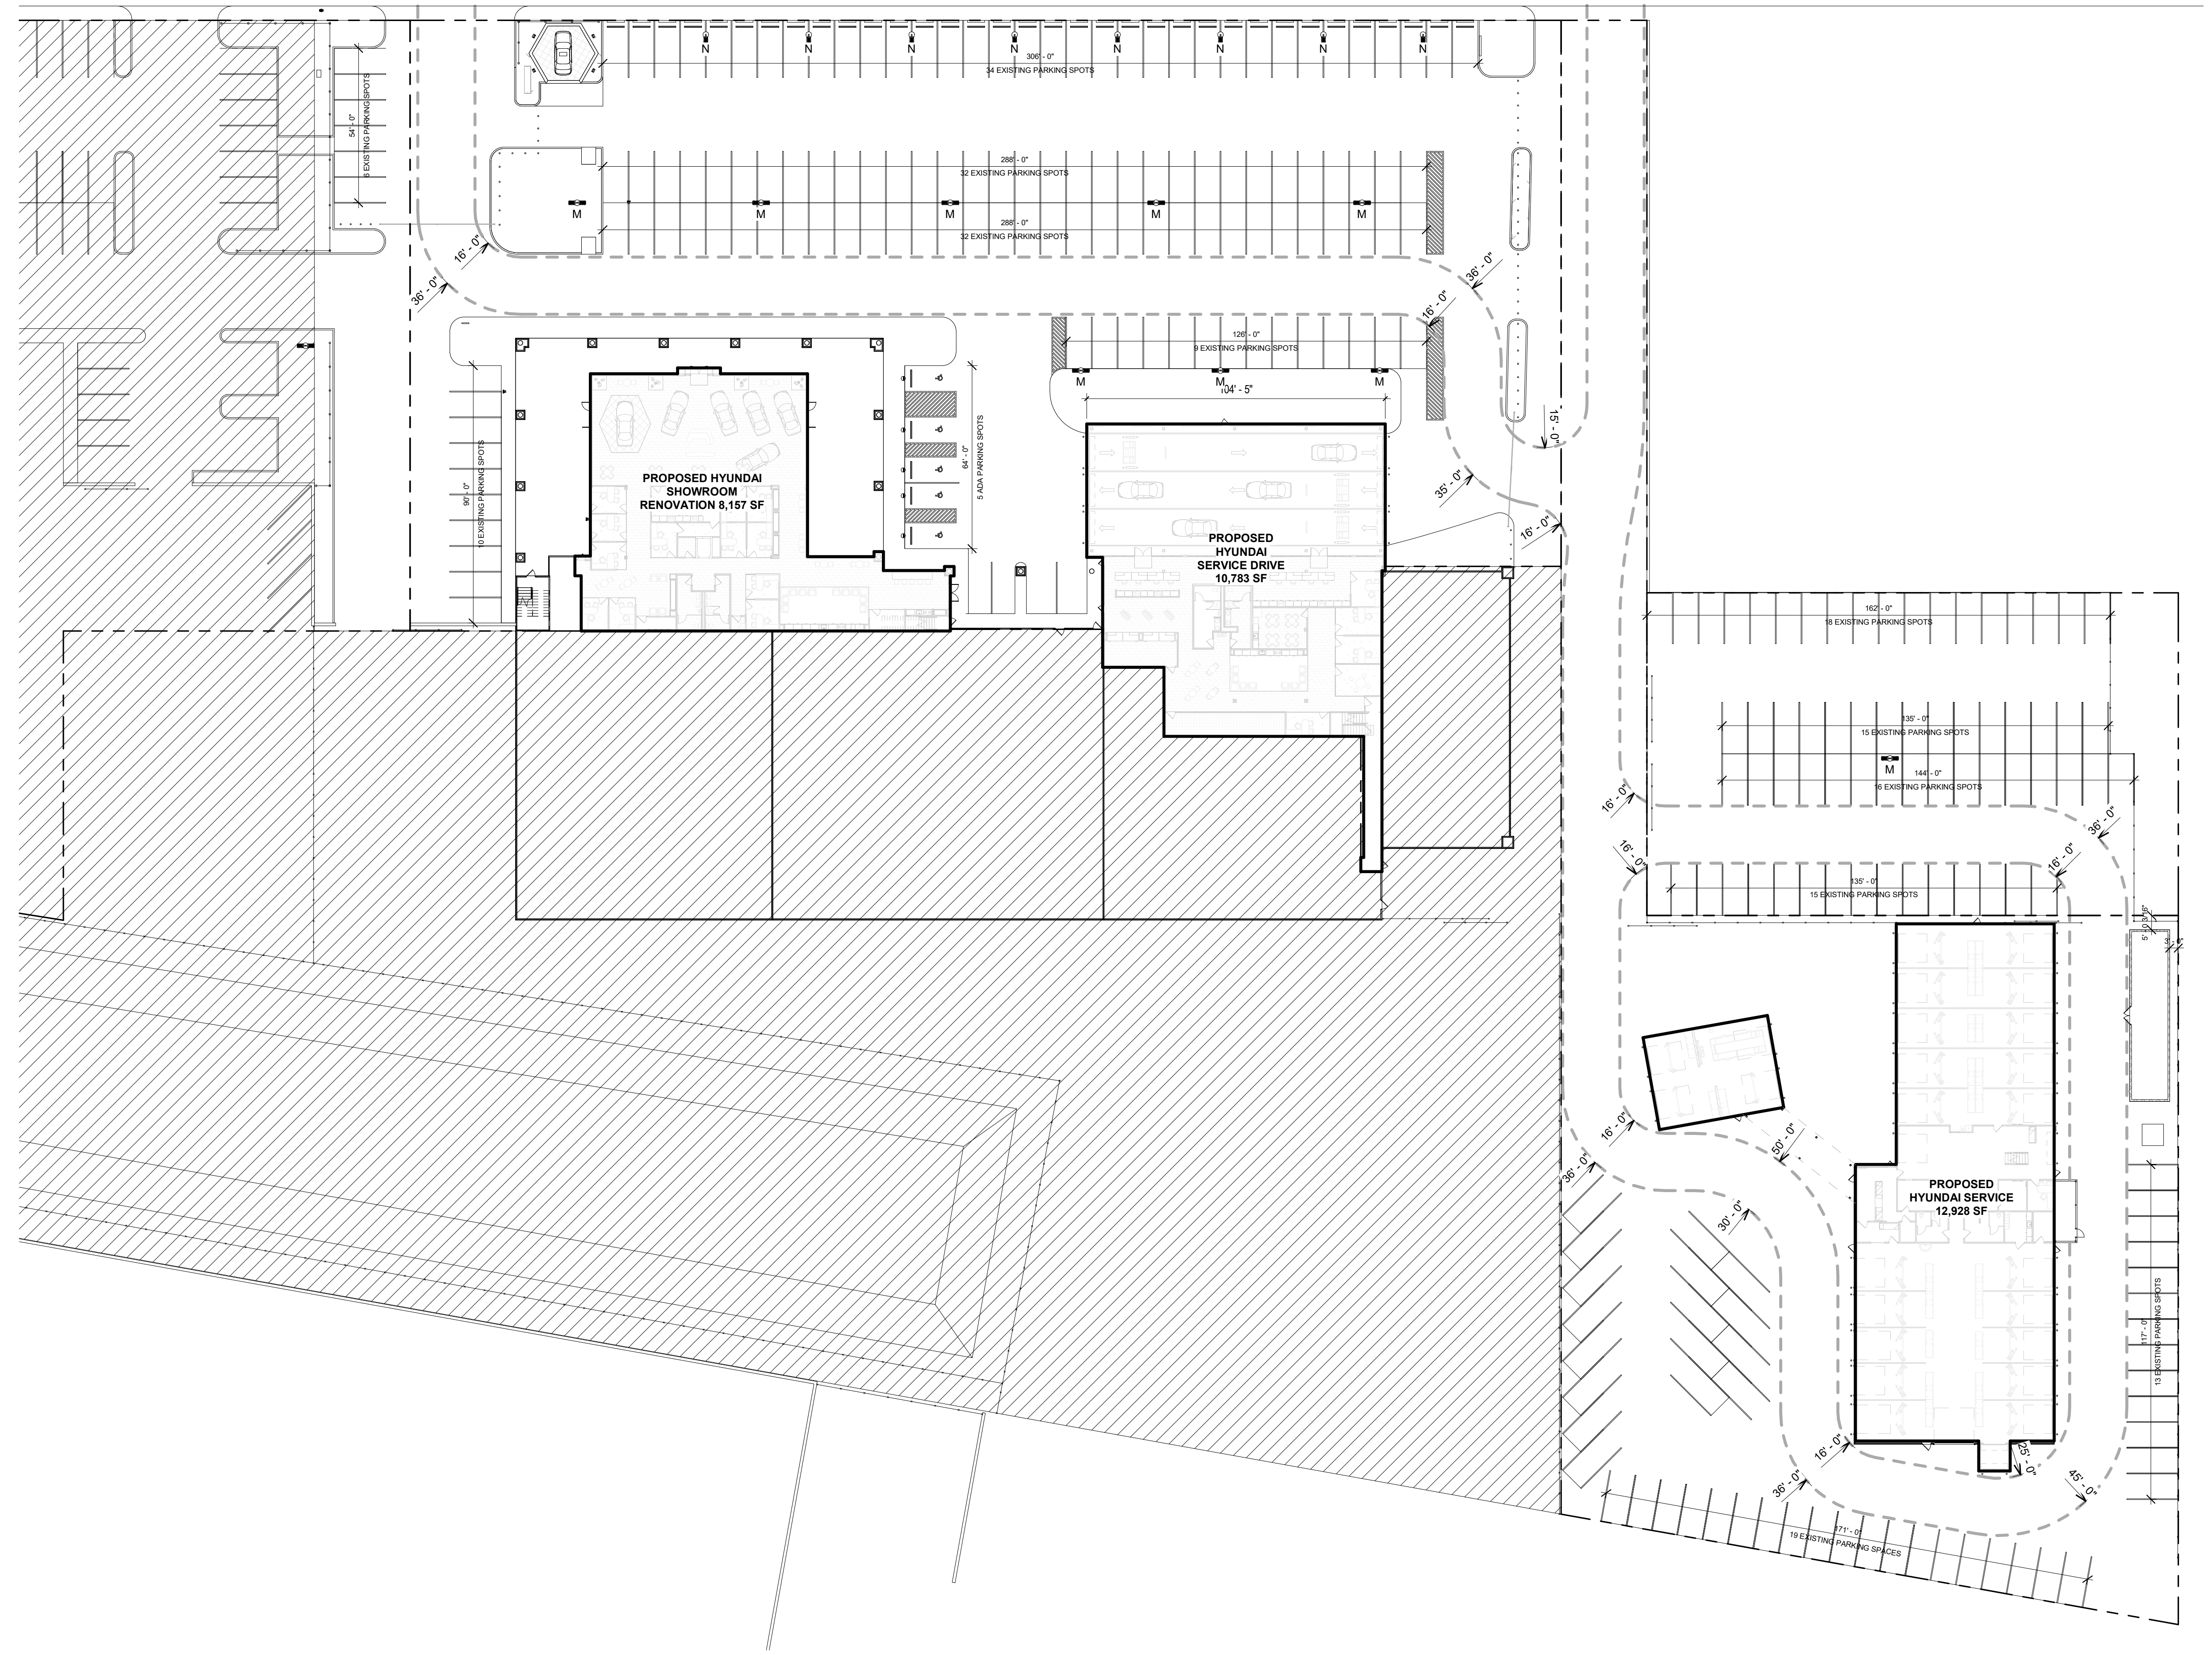 N N N N N N N N
306' - 0"
34 EXISTING PARKING SPOTS
54' - 0"
6 EXISTING PARKING SPOTS
288' - 0"
32 EXISTING PARKING SPOTS
M M M M M
288' - 0"
32 EXISTING PARKING SPOTS
16' - 0"
36' - 0"
36' - 0"
16' - 0"
126' - 0"
9 EXISTING PARKING SPOTS
M M M
104' - 5"
15' - 0"
35' - 0"
16' - 0"
90' - 0"
10 EXISTING PARKING SPOTS
64' - 0"
5 ADA PARKING SPOTS
PROPOSED HYUNDAI
SHOWROOM
RENOVATION 8,157 SF
PROPOSED
HYUNDAI
SERVICE DRIVE
10,783 SF
162' - 0"
18 EXISTING PARKING SPOTS
135' - 0"
15 EXISTING PARKING SPOTS
M
144' - 0"
16 EXISTING PARKING SPOTS
16' - 0"
36' - 0"
16' - 0"
16' - 0"
135' - 0"
15 EXISTING PARKING SPOTS
16' - 0"
50' - 0"
36' - 0"
30' - 0"
PROPOSED
HYUNDAI SERVICE
12,928 SF
117' - 0"
13 EXISTING PARKING SPOTS
16' - 0"
36' - 0"
25' - 0"
45' - 0"
171' - 0"
19 EXISTING PARKING SPACES